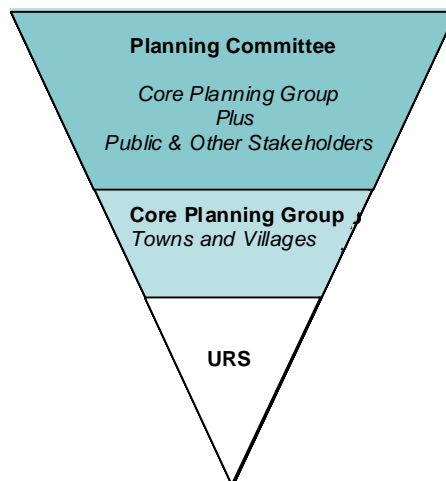 Planning Committee
Core Planning Group
Plus
Public & Other Stakeholders
Core Planning Group
Towns and Villages
URS